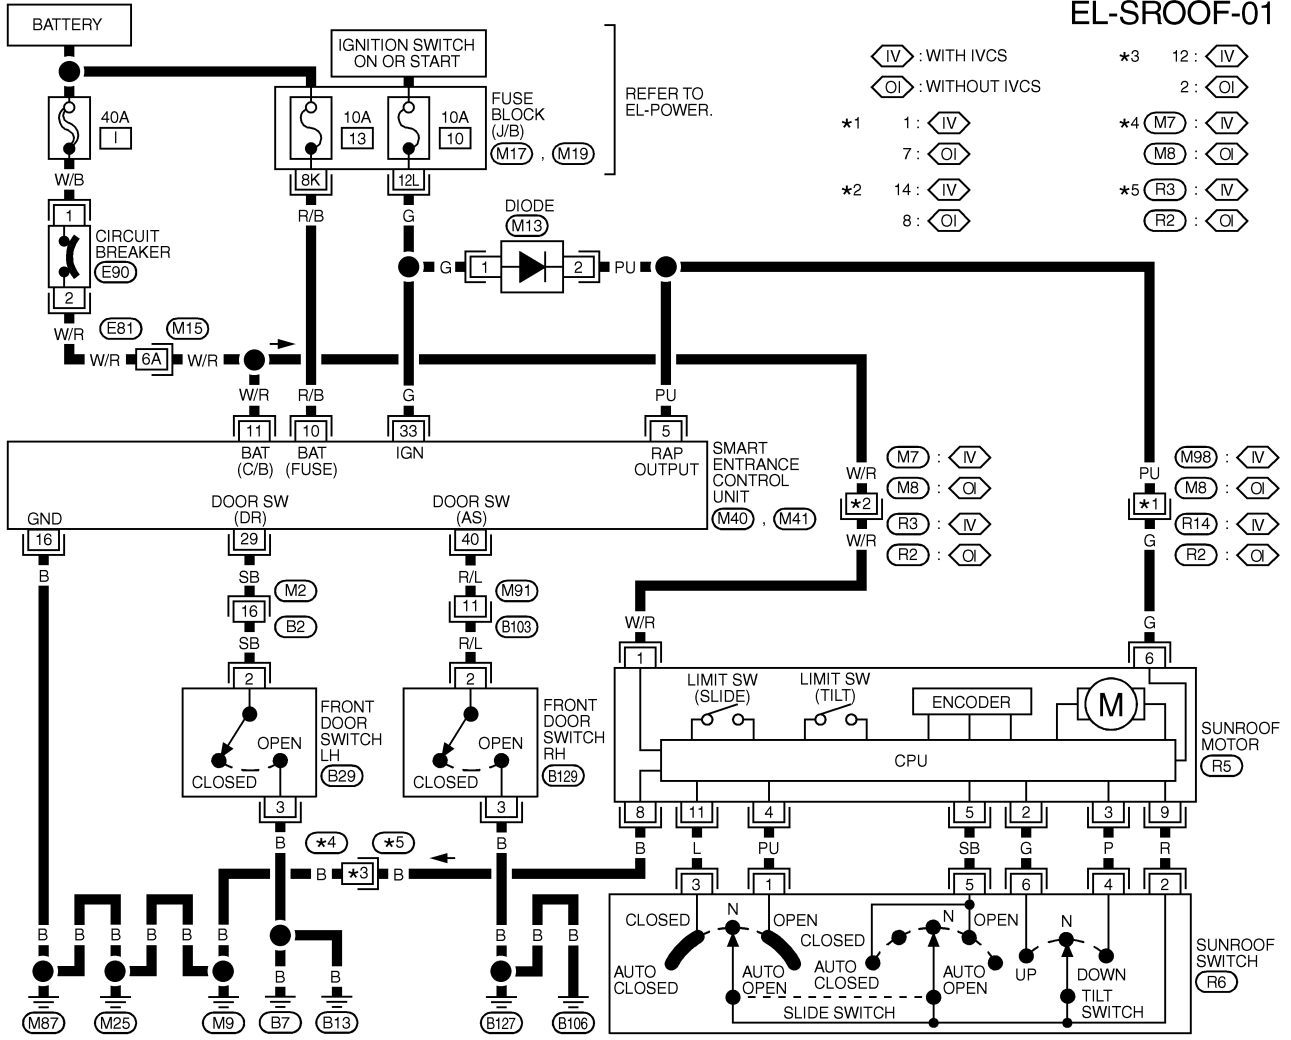 EL-SROOF-01
BATTERY
IGNITION SWITCH
ON OR START
REFER TO
EL-POWER.
IV : WITH IVCS
OI : WITHOUT IVCS
*1 1 : IV
7 : OI
*2 14 : IV
8 : OI
*3 12 : IV
2 : OI
*4 M7 : IV
M8 : OI
*5 R3 : IV
R2 : OI
40A
I
10A
13
10A
10
FUSE
BLOCK
(J/B)
M17 , M19
8K
12L
W/B
R/B
G
1
CIRCUIT
BREAKER
E90
2
DIODE
M13
G 1 2 PU
W/R
E81 M15
W/R 6A W/R
W/R
R/B
G
PU
11
10
33
5
BAT
(C/B)
BAT
(FUSE)
IGN
RAP
OUTPUT
SMART
ENTRANCE
CONTROL
UNIT
M40 , M41
GND
DOOR SW
(DR)
DOOR SW
(AS)
16
29
40
W/R
*2
W/R
M7 : IV
M8 : OI
R3 : IV
R2 : OI
PU
*1
G
M98 : IV
M8 : OI
R14 : IV
R2 : OI
B
SB
16
SB
M2
B2
R/L
11
R/L
M91
B103
W/R
G
2
2
1
6
OPEN
CLOSED
FRONT
DOOR
SWITCH
LH
B29
OPEN
CLOSED
FRONT
DOOR
SWITCH
RH
B129
LIMIT SW
(SLIDE)
LIMIT SW
(TILT)
ENCODER
M
CPU
SUNROOF
MOTOR
R5
3
3
8
11
4
5
2
3
9
B
*4
*5
B
B
L
PU
SB
G
P
R
B *3 B
3
1
5
6
4
2
CLOSED
N
OPEN
AUTO
CLOSED
AUTO
OPEN
CLOSED
N
OPEN
AUTO
CLOSED
AUTO
OPEN
N
UP
DOWN
SLIDE SWITCH
TILT
SWITCH
SUNROOF
SWITCH
R6
B
B
B
B
B
B
B
B
B
B
B
M87
M25
M9
B7
B13
B127
B106